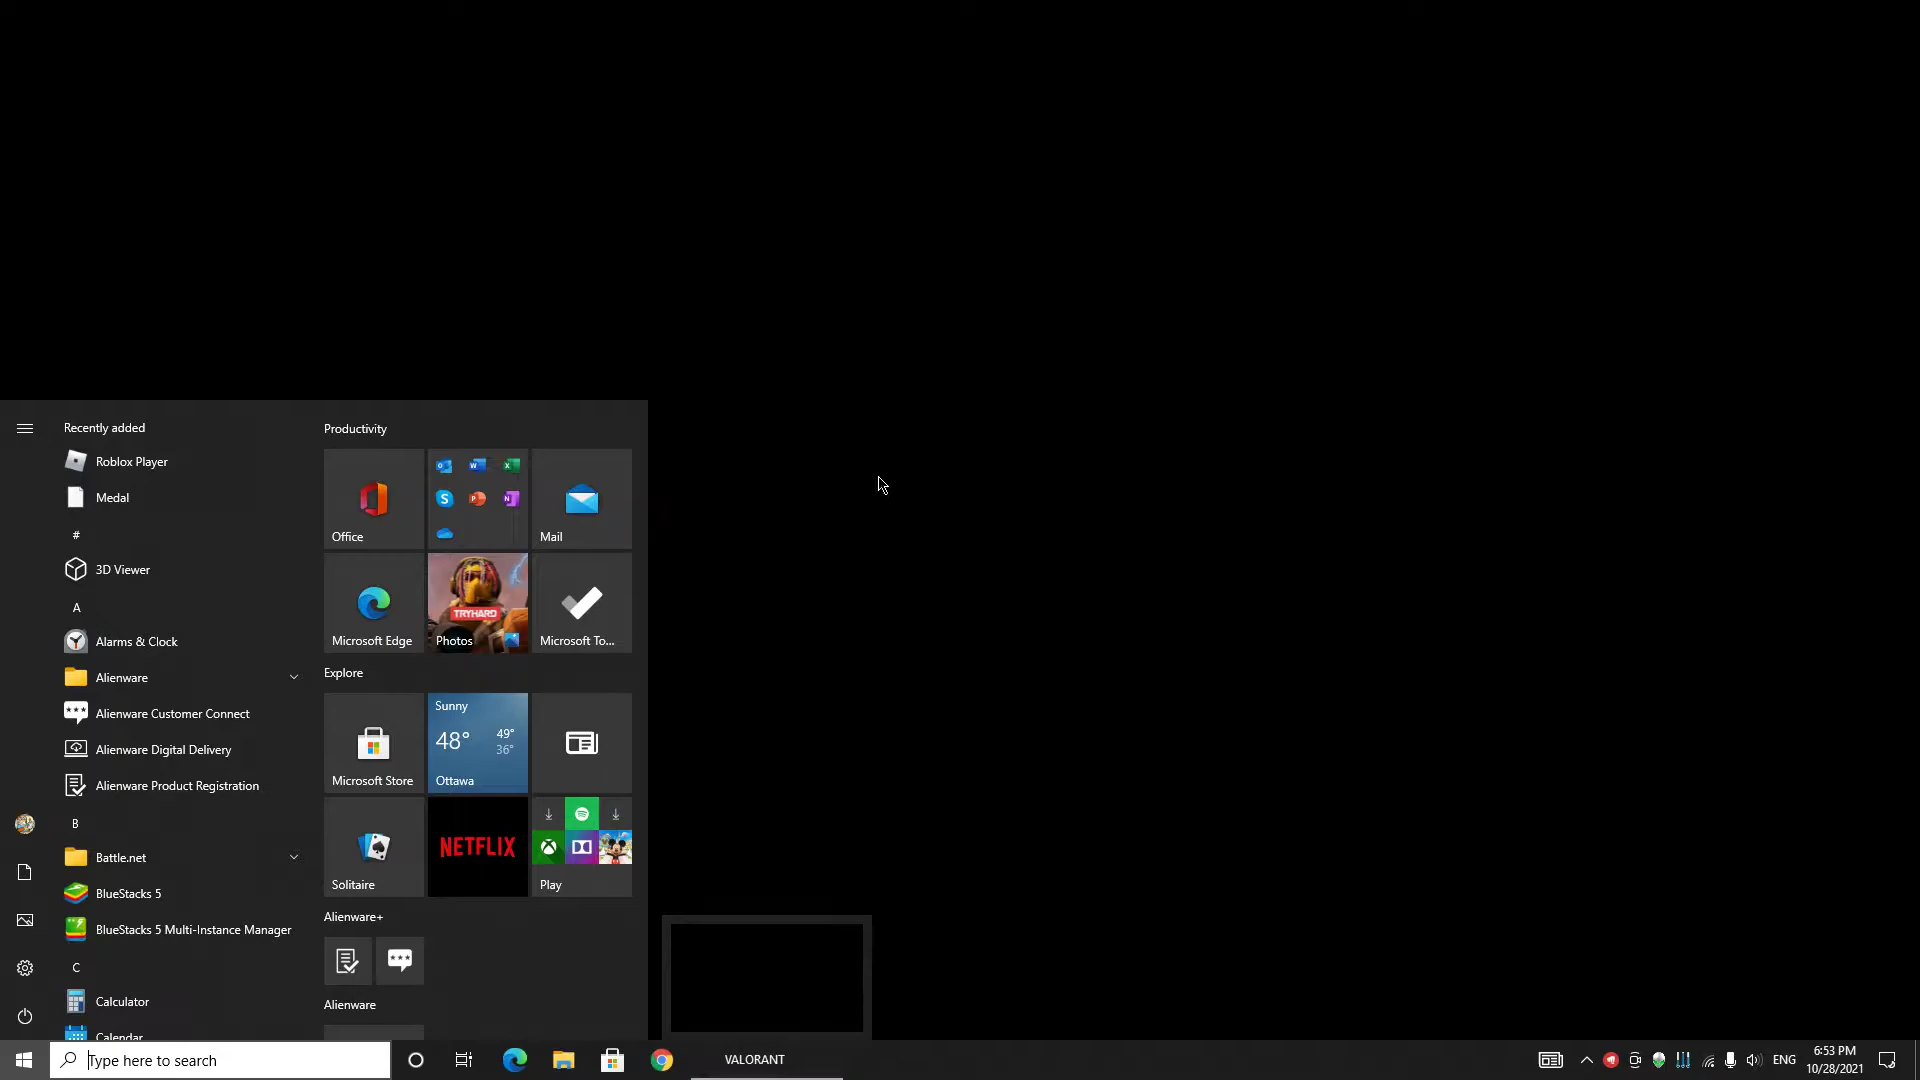 Recently added
Roblox Player
Medal
#
3D Viewer
A
Alarms & Clock
Alienware
Alienware Customer Connect
Alienware Digital Delivery
Alienware Product Registration
B
Battle.net
BlueStacks 5
BlueStacks 5 Multi-Instance Manager
C
Calculator
Calendar
Productivity
Office
Mail
Microsoft Edge
TRYHARD
Photos
Microsoft To...
Explore
Microsoft Store
Sunny
48°
49°
36°
Ottawa
Solitaire
NETFLIX
Play
Alienware+
Alienware
Type here to search
VALORANT
ENG
6:53 PM
10/28/2021